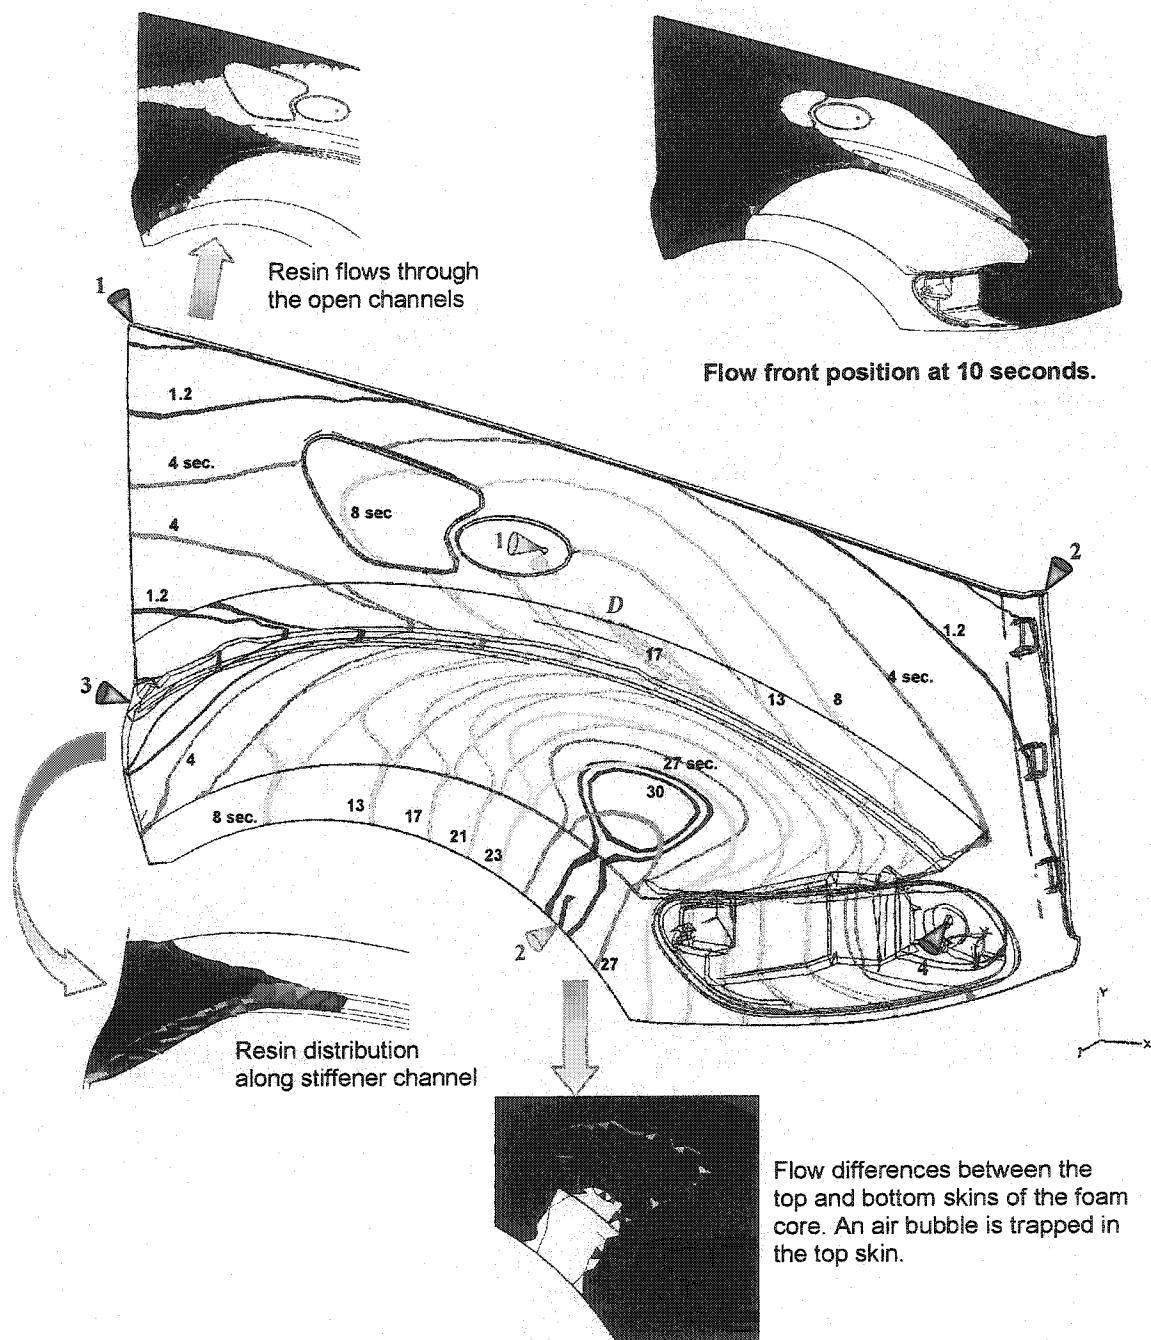 Resin flows through
the open channels
Flow front position at 10 seconds.
1
1.2
4 sec.
8 sec
4
1
2
1.2
D
17
1.2
4 sec.
3
13
8
4
27 sec.
30
8 sec.
13
17
21
23
2
27
4
Y
X
Resin distribution
along stiffener channel
Flow differences between the
top and bottom skins of the foam
core. An air bubble is trapped in
the top skin.